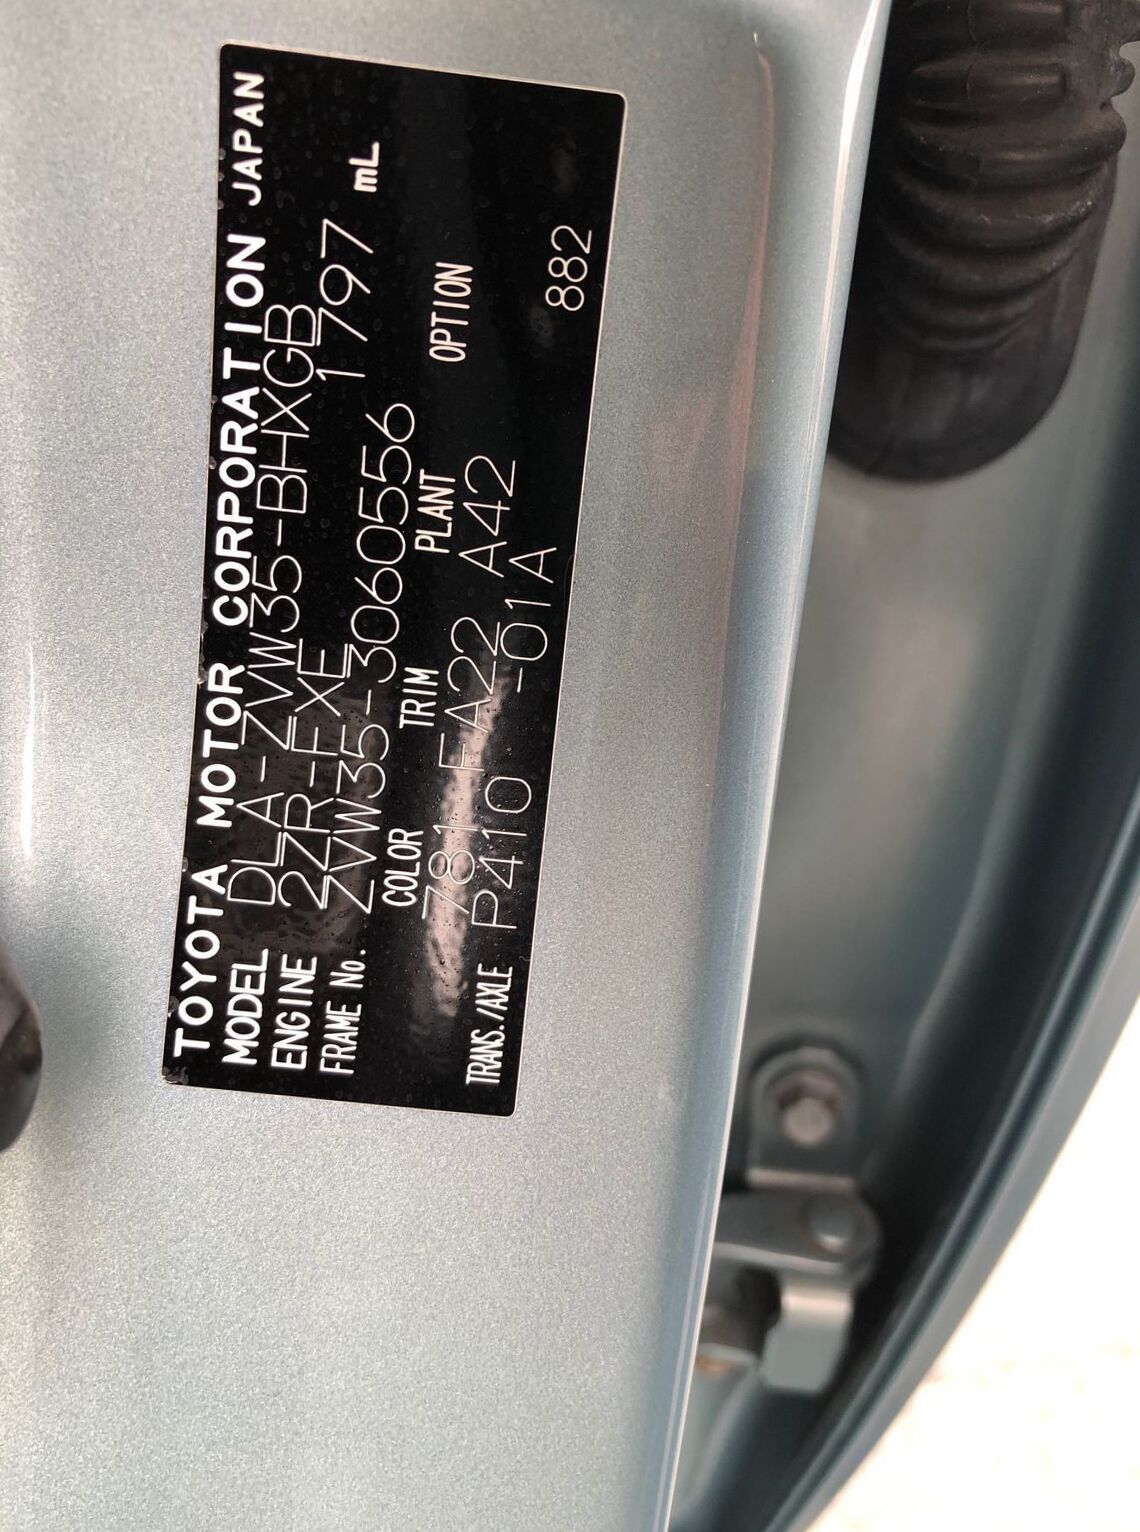 TOYOTA MOTOR CORPORATION JAPAN
MODEL DLA-ZVW35-BHXGB
ENGINE 2ZR-FXE 1797 mL
FRAME No. ZVW35-3060556
COLOR TRIM PLANT OPTION
781 FA22 A42
TRANS./AXLE P410 -01A 882